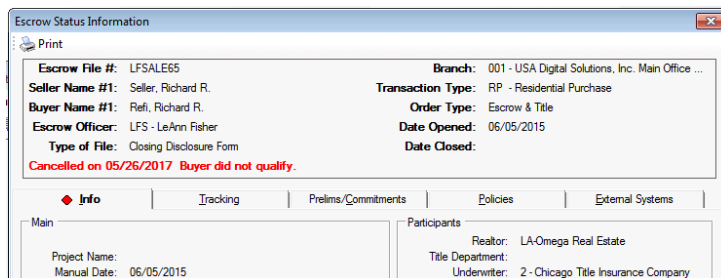 Escrow Status Information
Print
Escrow File #: LFSALE65 Branch: 001 - USA Digital Solutions, Inc. Main Office ...
Seller Name #1: Seller, Richard R. Transaction Type: RP - Residential Purchase
Buyer Name #1: Refi, Richard R. Order Type: Escrow & Title
Escrow Officer: LFS - LeAnn Fisher Date Opened: 06/05/2015
Type of File: Closing Disclosure Form Date Closed:
Cancelled on 05/26/2017 Buyer did not qualify.
Info Tracking Prelims/Commitments Policies External Systems
Main Participants
Realtor: LA-Omega Real Estate
Project Name: Title Department:
Manual Date: 06/05/2015 Underwriter: 2 - Chicago Title Insurance Company